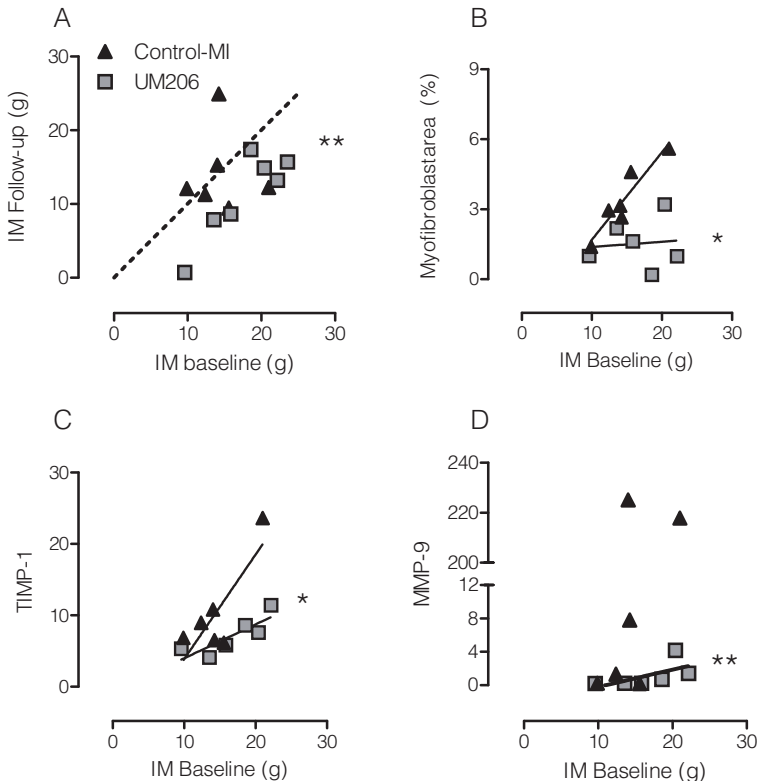 A
Control-MI
UM206
30
20
10
0
IM Follow-up (g)
**
0 10 20 30
IM baseline (g)
B
9
6
3
0
Myofibroblastarea (%)
*
0 10 20 30
IM Baseline (g)
C
30
20
10
0
TIMP-1
*
0 10 20 30
IM Baseline (g)
D
240
220
200
12
8
4
0
MMP-9
**
0 10 20 30
IM Baseline (g)